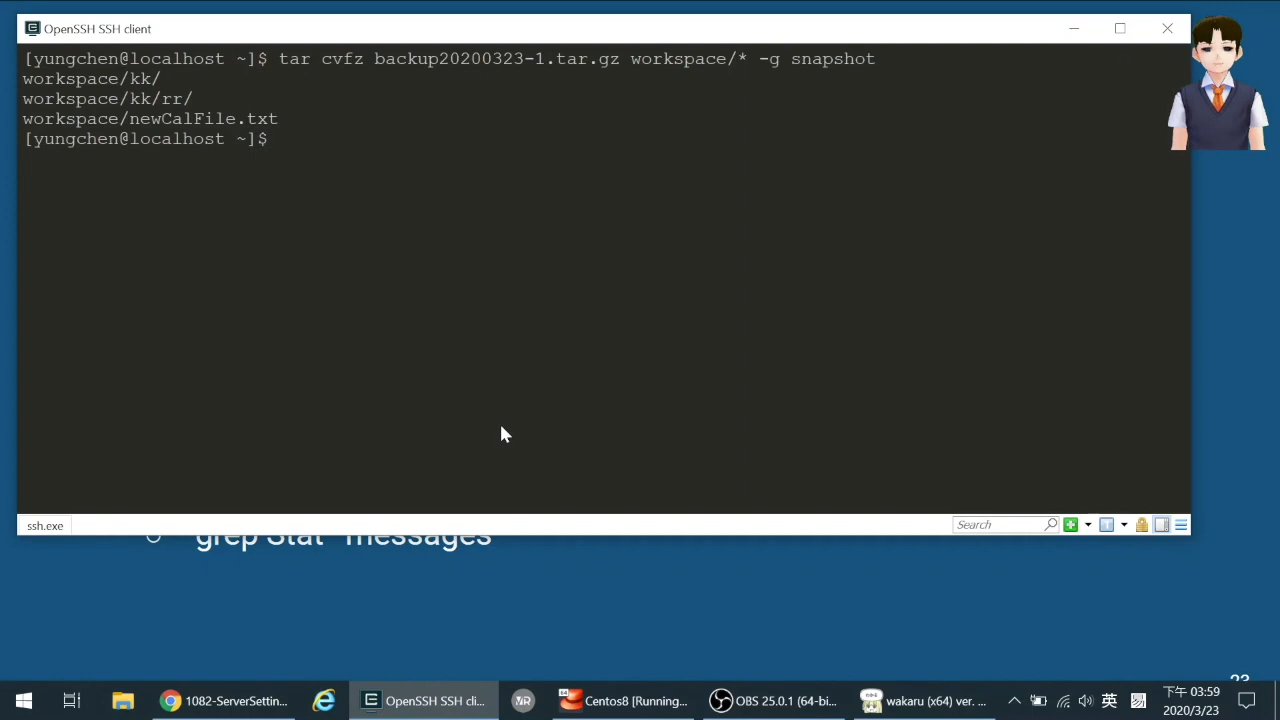 OpenSSH SSH client
[yungchen@localhost ~]$ tar cvfz backup20200323-1.tar.gz workspace/* -g snapshot
workspace/kk/
workspace/kk/rr/
workspace/newCalFile.txt
[yungchen@localhost ~]$
ssh.exe
Search
grep Stat* messages
23
1082-ServerSettin...
OpenSSH SSH cli...
Centos8 [Running...
OBS 25.0.1 (64-bi...
wakaru (x64) ver. ...
英
下午 03:59
2020/3/23